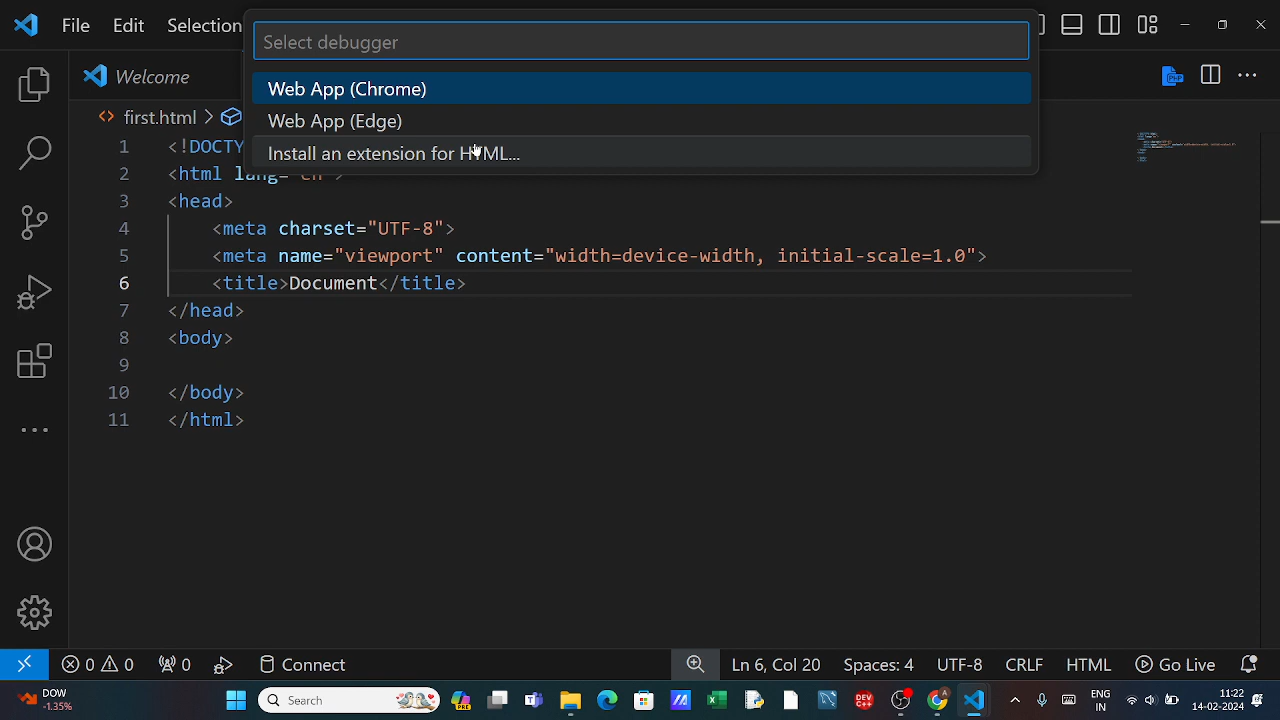 File Edit Selection
Select debugger
Web App (Chrome)
Web App (Edge)
Install an extension for HTML...
Welcome
first.html
1 <!DOCTY
2 <html
3 <head>
4 <meta charset="UTF-8">
5 <meta name="viewport" content="width=device-width, initial-scale=1.0">
6 <title>Document</title>
7 </head>
8 <body>
9
10 </body>
11 </html>
0 0 0 Connect Ln 6, Col 20 Spaces: 4 UTF-8 CRLF HTML Go Live
DOW
-1.35%
Search
PRE
DEV
C++
A
ENG
IN
11:22
14-02-2024